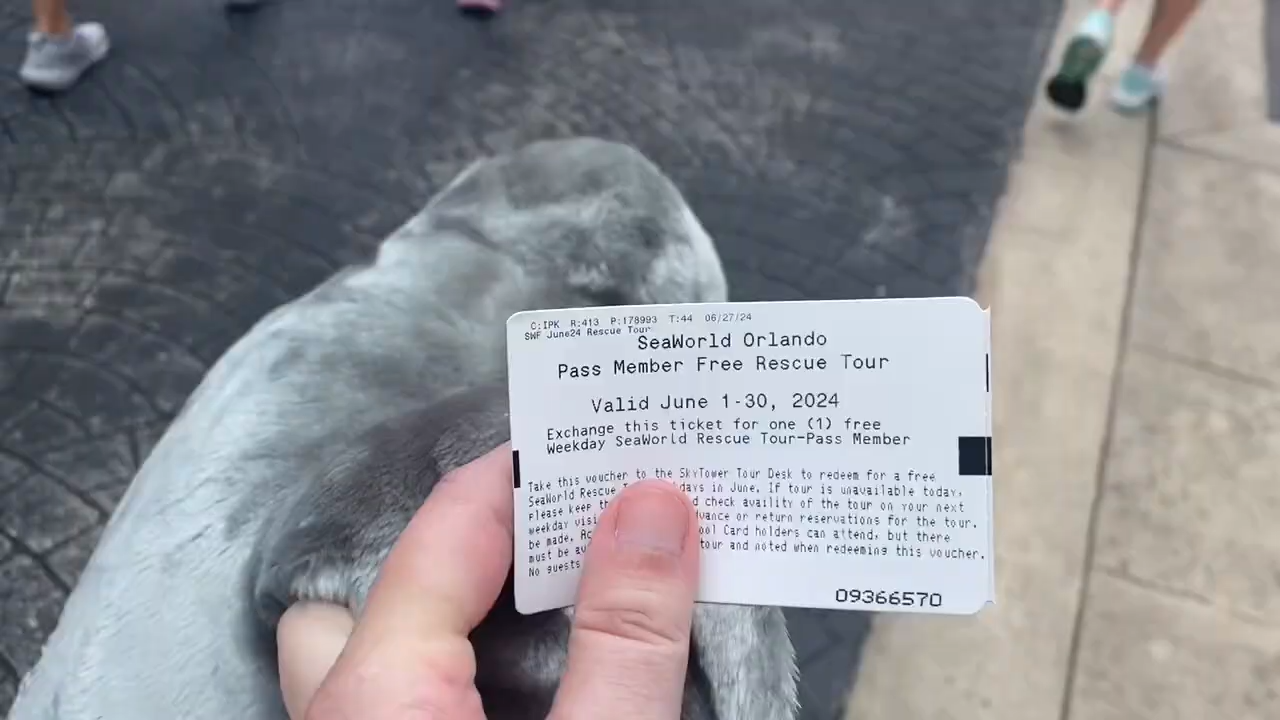 C:IPK R:413 P:178993 T:44 06/27/24
SWF June24 Rescue Tour
SeaWorld Orlando
Pass Member Free Rescue Tour
Valid June 1-30, 2024
Exchange this ticket for one (1) free
Weekday SeaWorld Rescue Tour-Pass Member
Take this voucher to the SkyTower Tour Desk to redeem for a free
SeaWorld Rescue days in June. If tour is unavailable today,
please keep check availity of the tour on your next
weekday or return reservations for the tour.
be made. Card holders can attend, but there
must be tour and noted when redeeming this voucher.
No guests
09366570